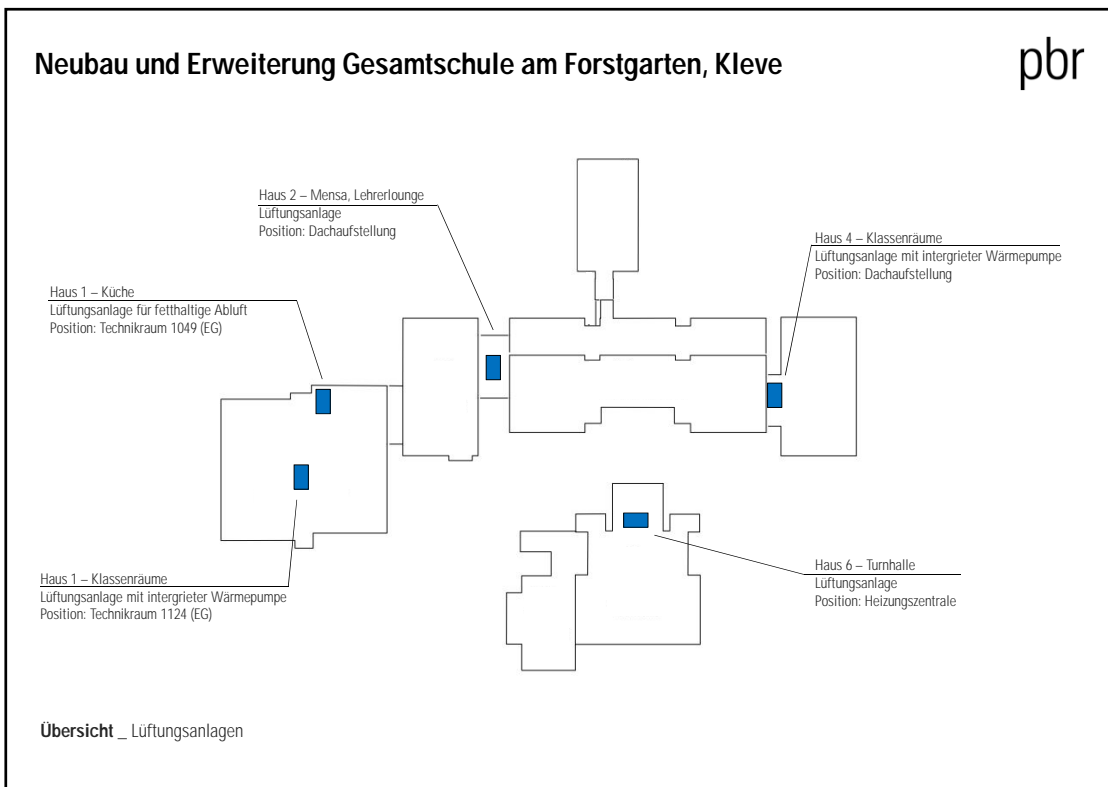 Neubau und Erweiterung Gesamtschule am Forstgarten, Kleve
pbr
Haus 2 – Mensa, Lehrerlounge
Lüftungsanlage
Position: Dachaufstellung
Haus 4 – Klassenräume
Lüftungsanlage mit intergrieter Wärmepumpe
Position: Dachaufstellung
Haus 1 – Küche
Lüftungsanlage für fetthaltige Abluft
Position: Technikraum 1049 (EG)
Haus 1 – Klassenräume
Lüftungsanlage mit intergrieter Wärmepumpe
Position: Technikraum 1124 (EG)
Haus 6 – Turnhalle
Lüftungsanlage
Position: Heizungszentrale
Übersicht _ Lüftungsanlagen